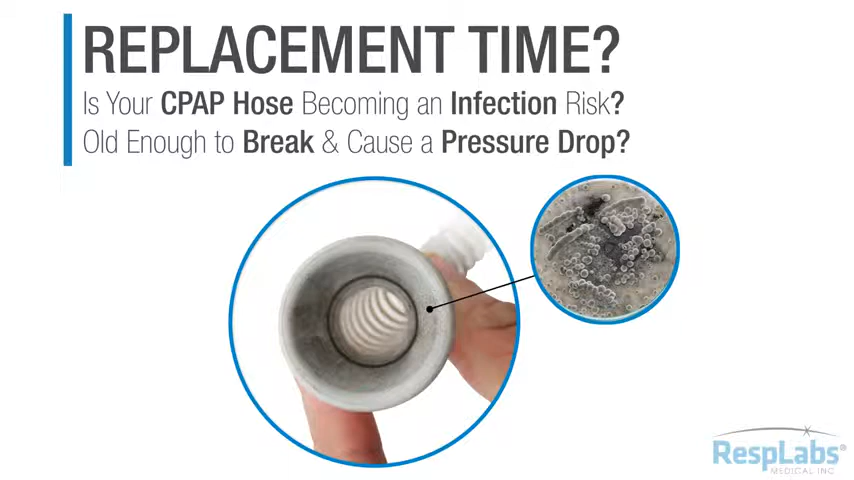 REPLACEMENT TIME?
Is Your CPAP Hose Becoming an Infection Risk?
Old Enough to Break & Cause a Pressure Drop?
RespLabs®
MEDICAL INC